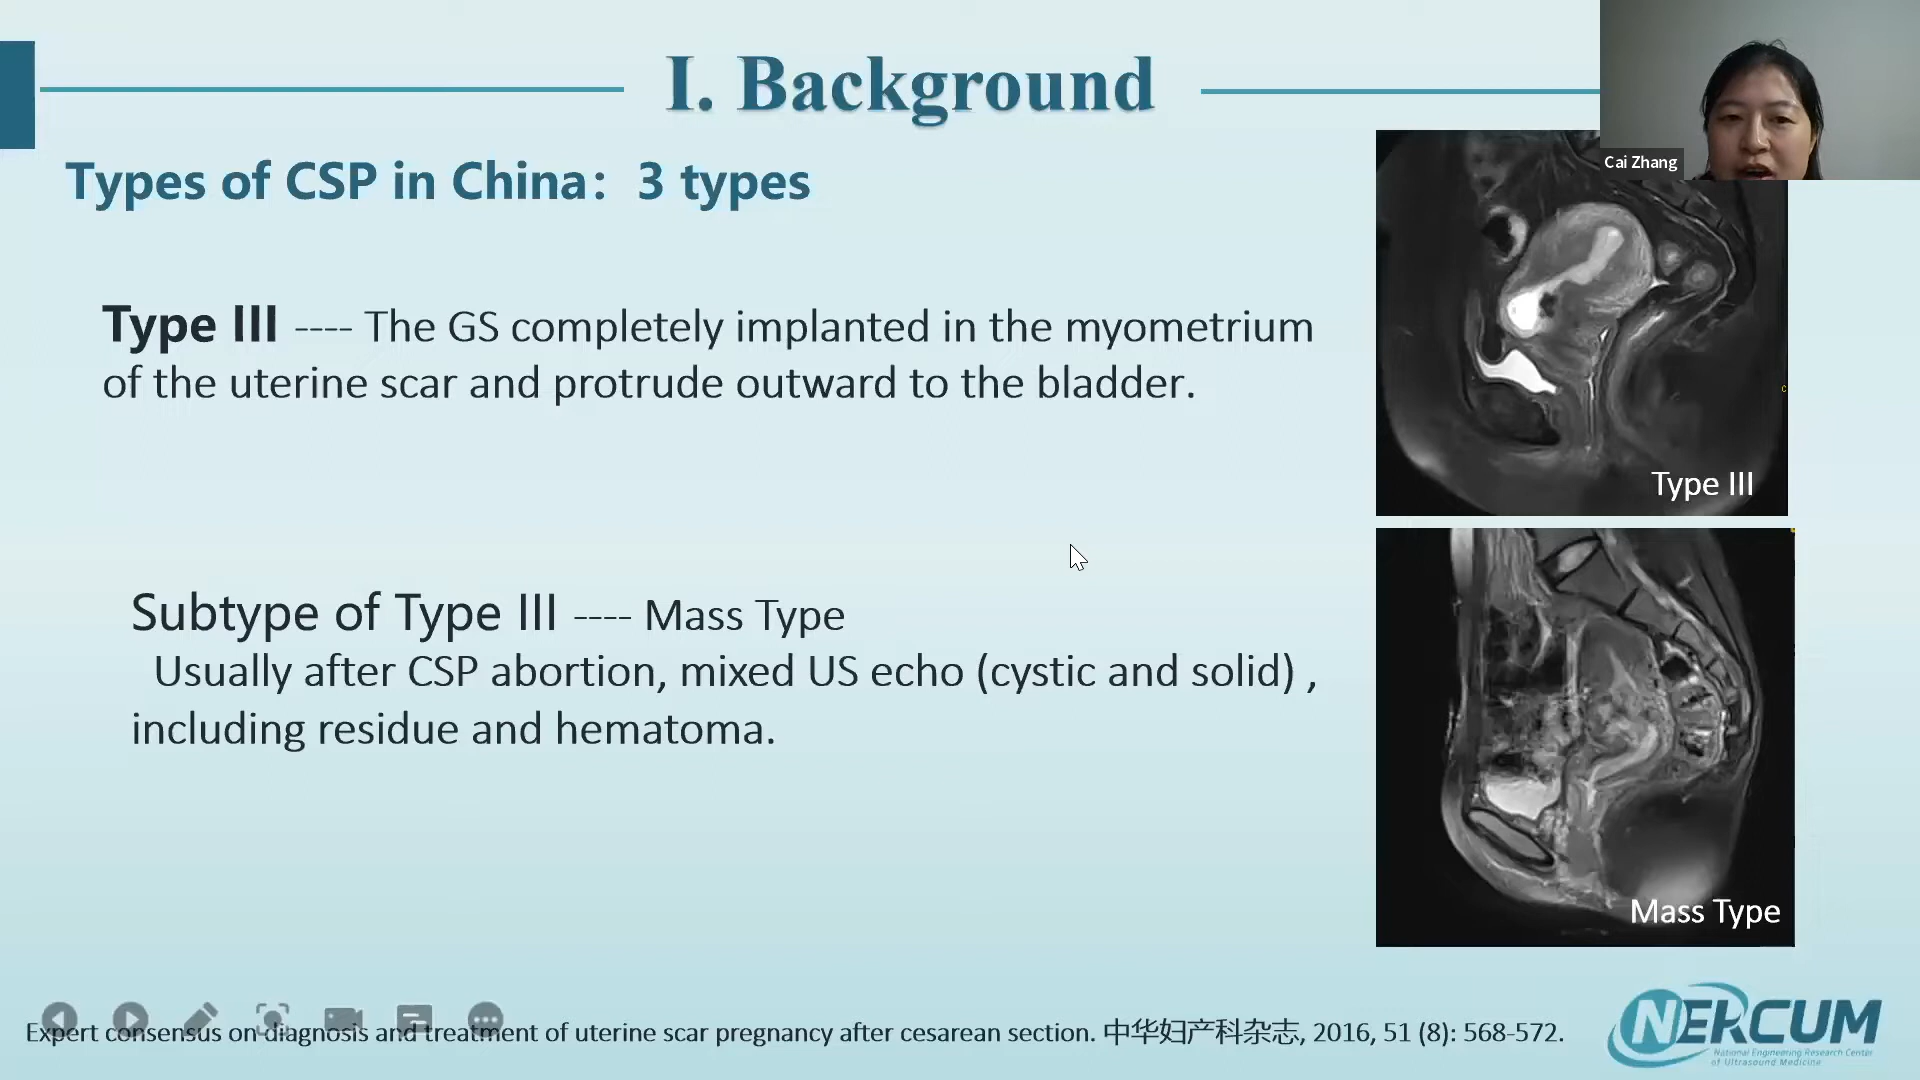 I. Background
Cai Zhang
Types of CSP in China：3 types
Type III ---- The GS completely implanted in the myometrium
of the uterine scar and protrude outward to the bladder.
Type III
Subtype of Type III ---- Mass Type
Usually after CSP abortion, mixed US echo (cystic and solid) ,
including residue and hematoma.
Mass Type
Expert consensus on diagnosis and treatment of uterine scar pregnancy after cesarean section. 中华妇产科杂志, 2016, 51 (8): 568-572.
NERCUM
National Engineering Research Center
of Ultrasound Medicine